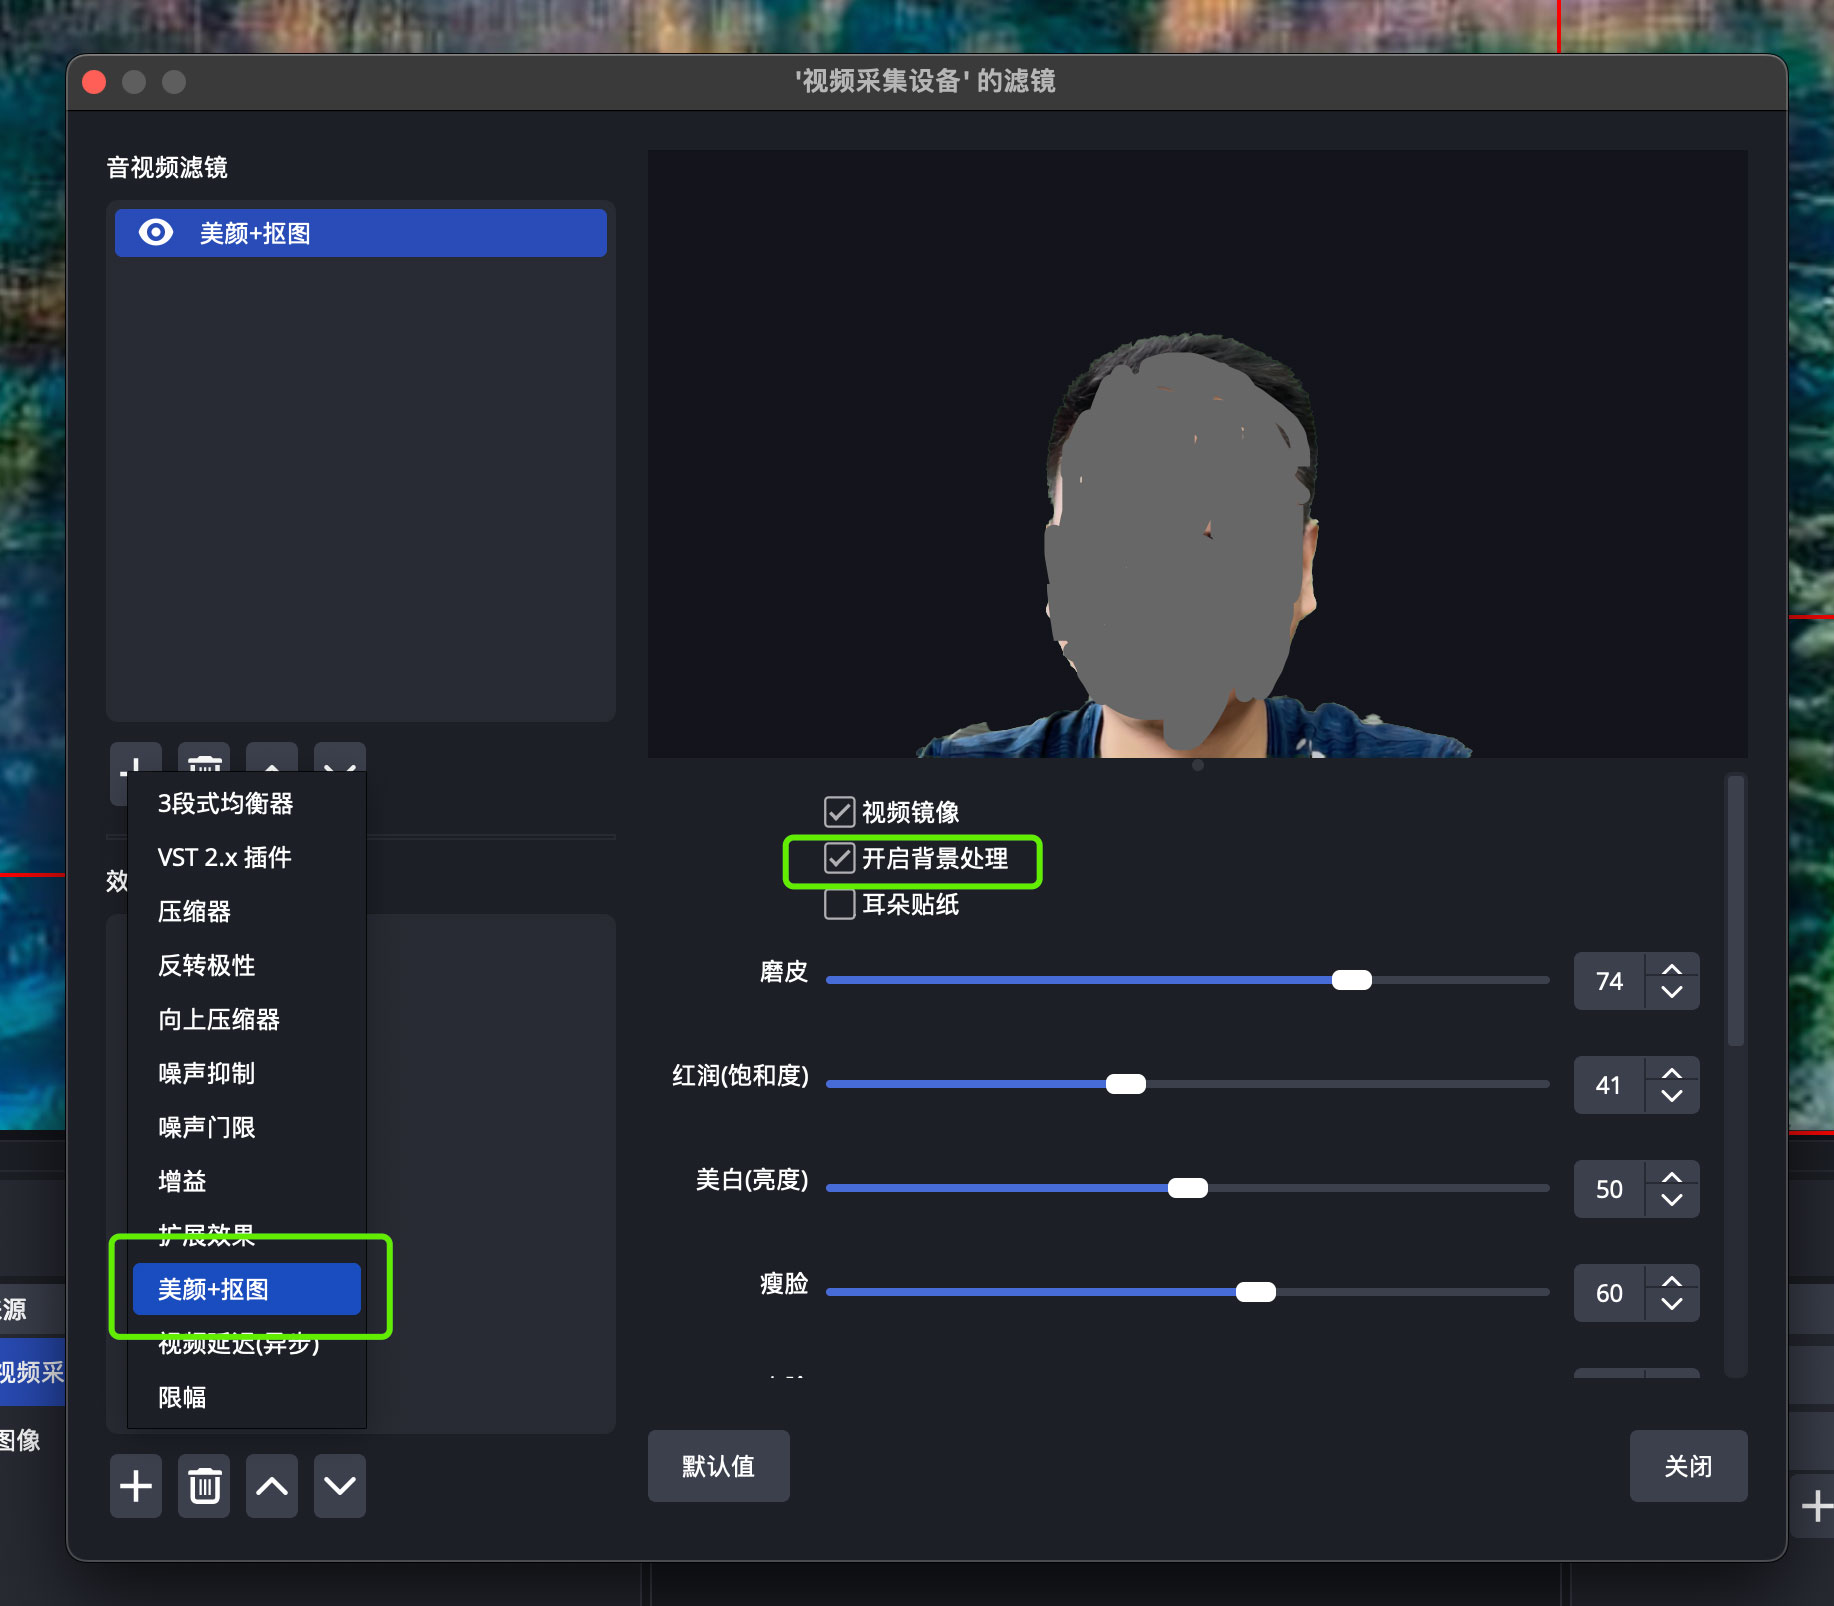 '视频采集设备' 的滤镜
音视频滤镜
美颜+抠图
3段式均衡器
VST 2.x 插件
压缩器
反转极性
向上压缩器
噪声抑制
噪声门限
增益
扩展效果
美颜+抠图
视频延迟(异步)
限幅
效
源
视频采
图像
视频镜像
开启背景处理
耳朵贴纸
磨皮
74
红润(饱和度)
41
美白(亮度)
50
瘦脸
60
默认值
关闭